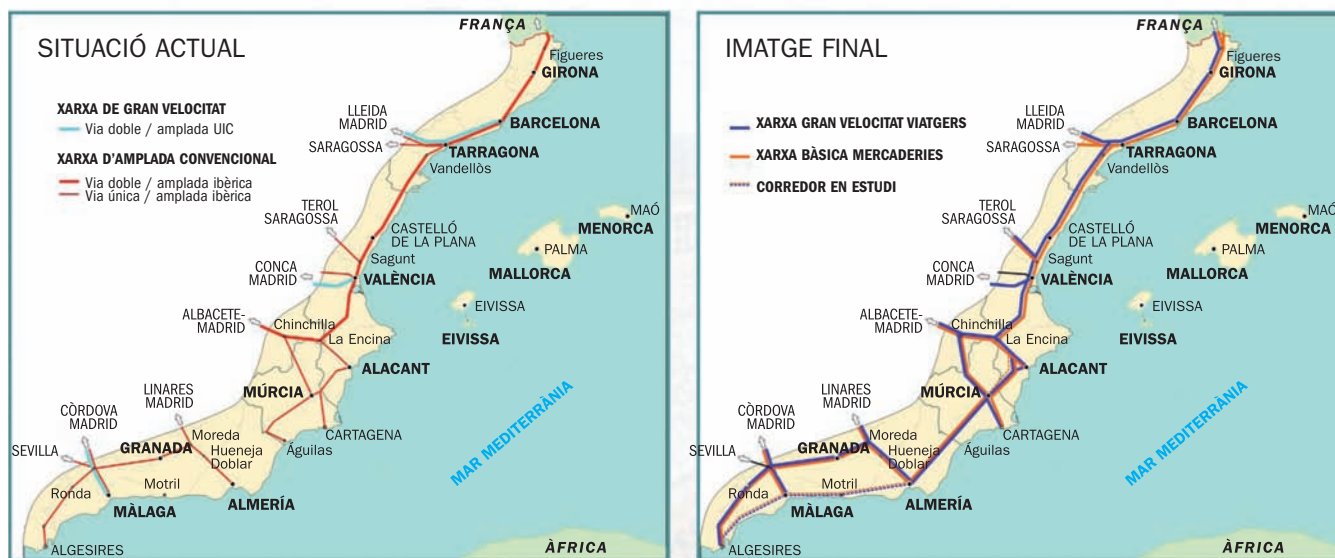 SITUACIÓ ACTUAL
XARXA DE GRAN VELOCITAT
Via doble / amplada UIC
XARXA D'AMPLADA CONVENCIONAL
Via doble / amplada ibèrica
Via única / amplada ibèrica
FRANÇA
Figueres
GIRONA
LLEIDA
MADRID
BARCELONA
SARAGOSSA
TARRAGONA
Vandellòs
TEROL
SARAGOSSA
CASTELLÓ
DE LA PLANA
Sagunt
MAÓ
MENORCA
PALMA
MALLORCA
CONCA
MADRID
VALÈNCIA
EIVISSA
EIVISSA
ALBACETE-
MADRID
Chinchilla
La Encina
ALACANT
MÚRCIA
LINARES
MADRID
CÒRDOVA
MADRID
CARTAGENA
MAR MEDITERRÀNIA
SEVILLA
GRANADA
Moreda
Hueneja
Doblar
Águilas
Ronda
Motril
ALMERÍA
MÀLAGA
ALGESIRES
ÀFRICA
IMATGE FINAL
XARXA GRAN VELOCITAT VIATGERS
XARXA BÀSICA MERCADERIES
CORREDOR EN ESTUDI
FRANÇA
Figueres
GIRONA
LLEIDA
MADRID
BARCELONA
SARAGOSSA
TARRAGONA
Vandellòs
TEROL
SARAGOSSA
CASTELLÓ
DE LA PLANA
Sagunt
MAÓ
MENORCA
PALMA
MALLORCA
CONCA
MADRID
VALÈNCIA
EIVISSA
EIVISSA
ALBACETE-
MADRID
Chinchilla
La Encina
ALACANT
MÚRCIA
LINARES
MADRID
CÒRDOVA
MADRID
CARTAGENA
MAR MEDITERRÀNIA
SEVILLA
GRANADA
Moreda
Hueneja
Doblar
Águilas
Ronda
Motril
ALMERÍA
MÀLAGA
ALGESIRES
ÀFRICA